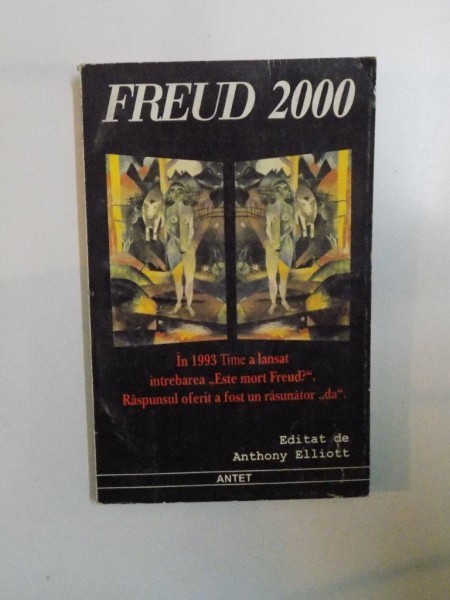 FREUD 2000
În 1993 Time a lansat
intrebarea „Este mort Freud?“.
Răspunsul oferit a fost un răsunător „da“.
Editat de
Anthony Elliott
ANTET